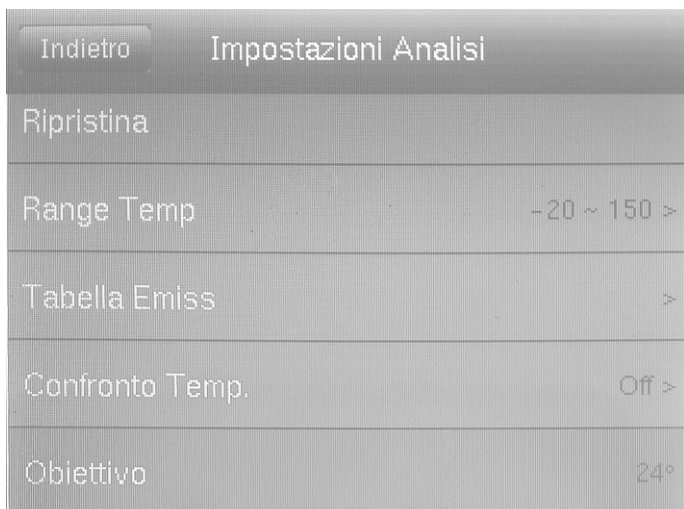 Indietro Impostazioni Analisi
Ripristina
Range Temp -20 ~ 150 >
Tabella Emiss >
Confronto Temp. Off >
Obiettivo 24°